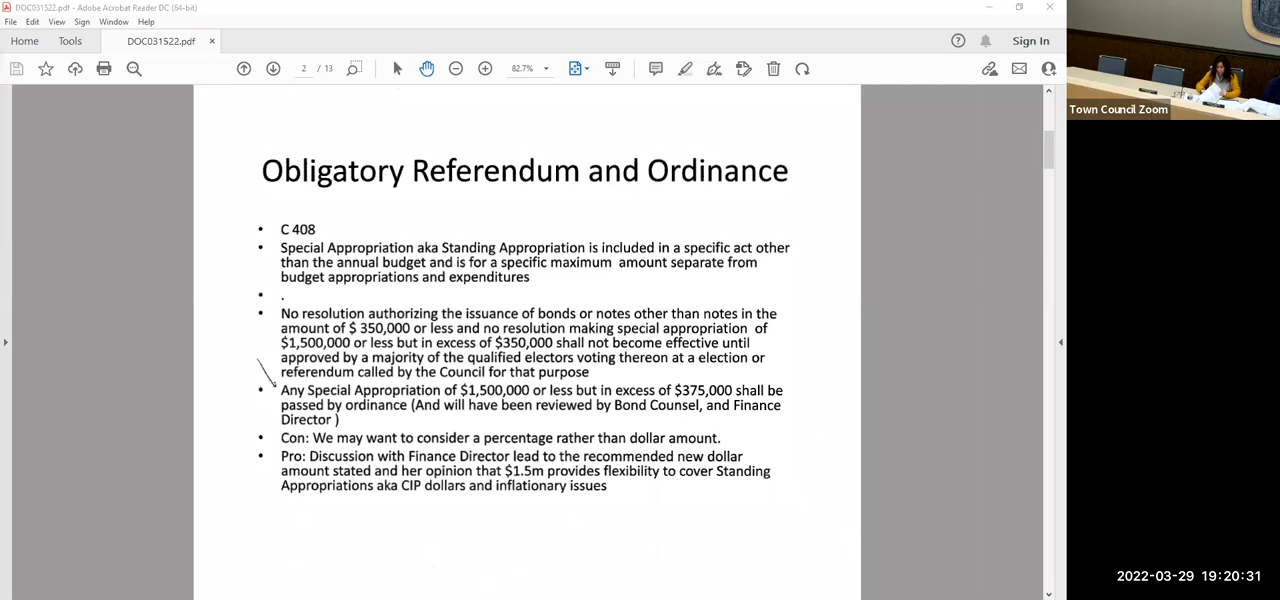 DOC031522.pdf - Adobe Acrobat Reader DC (64-bit)
File Edit View Sign Window Help
Home Tools DOC031522.pdf × Sign In
2 / 13 82.7%
Town Council Zoom
Obligatory Referendum and Ordinance
• C 408
• Special Appropriation aka Standing Appropriation is included in a specific act other
than the annual budget and is for a specific maximum amount separate from
budget appropriations and expenditures
• .
• No resolution authorizing the issuance of bonds or notes other than notes in the
amount of $ 350,000 or less and no resolution making special appropriation of
$1,500,000 or less but in excess of $350,000 shall not become effective until
approved by a majority of the qualified electors voting thereon at a election or
referendum called by the Council for that purpose
• Any Special Appropriation of $1,500,000 or less but in excess of $375,000 shall be
passed by ordinance (And will have been reviewed by Bond Counsel, and Finance
Director )
• Con: We may want to consider a percentage rather than dollar amount.
• Pro: Discussion with Finance Director lead to the recommended new dollar
amount stated and her opinion that $1.5m provides flexibility to cover Standing
Appropriations aka CIP dollars and inflationary issues
2022-03-29 19:20:31